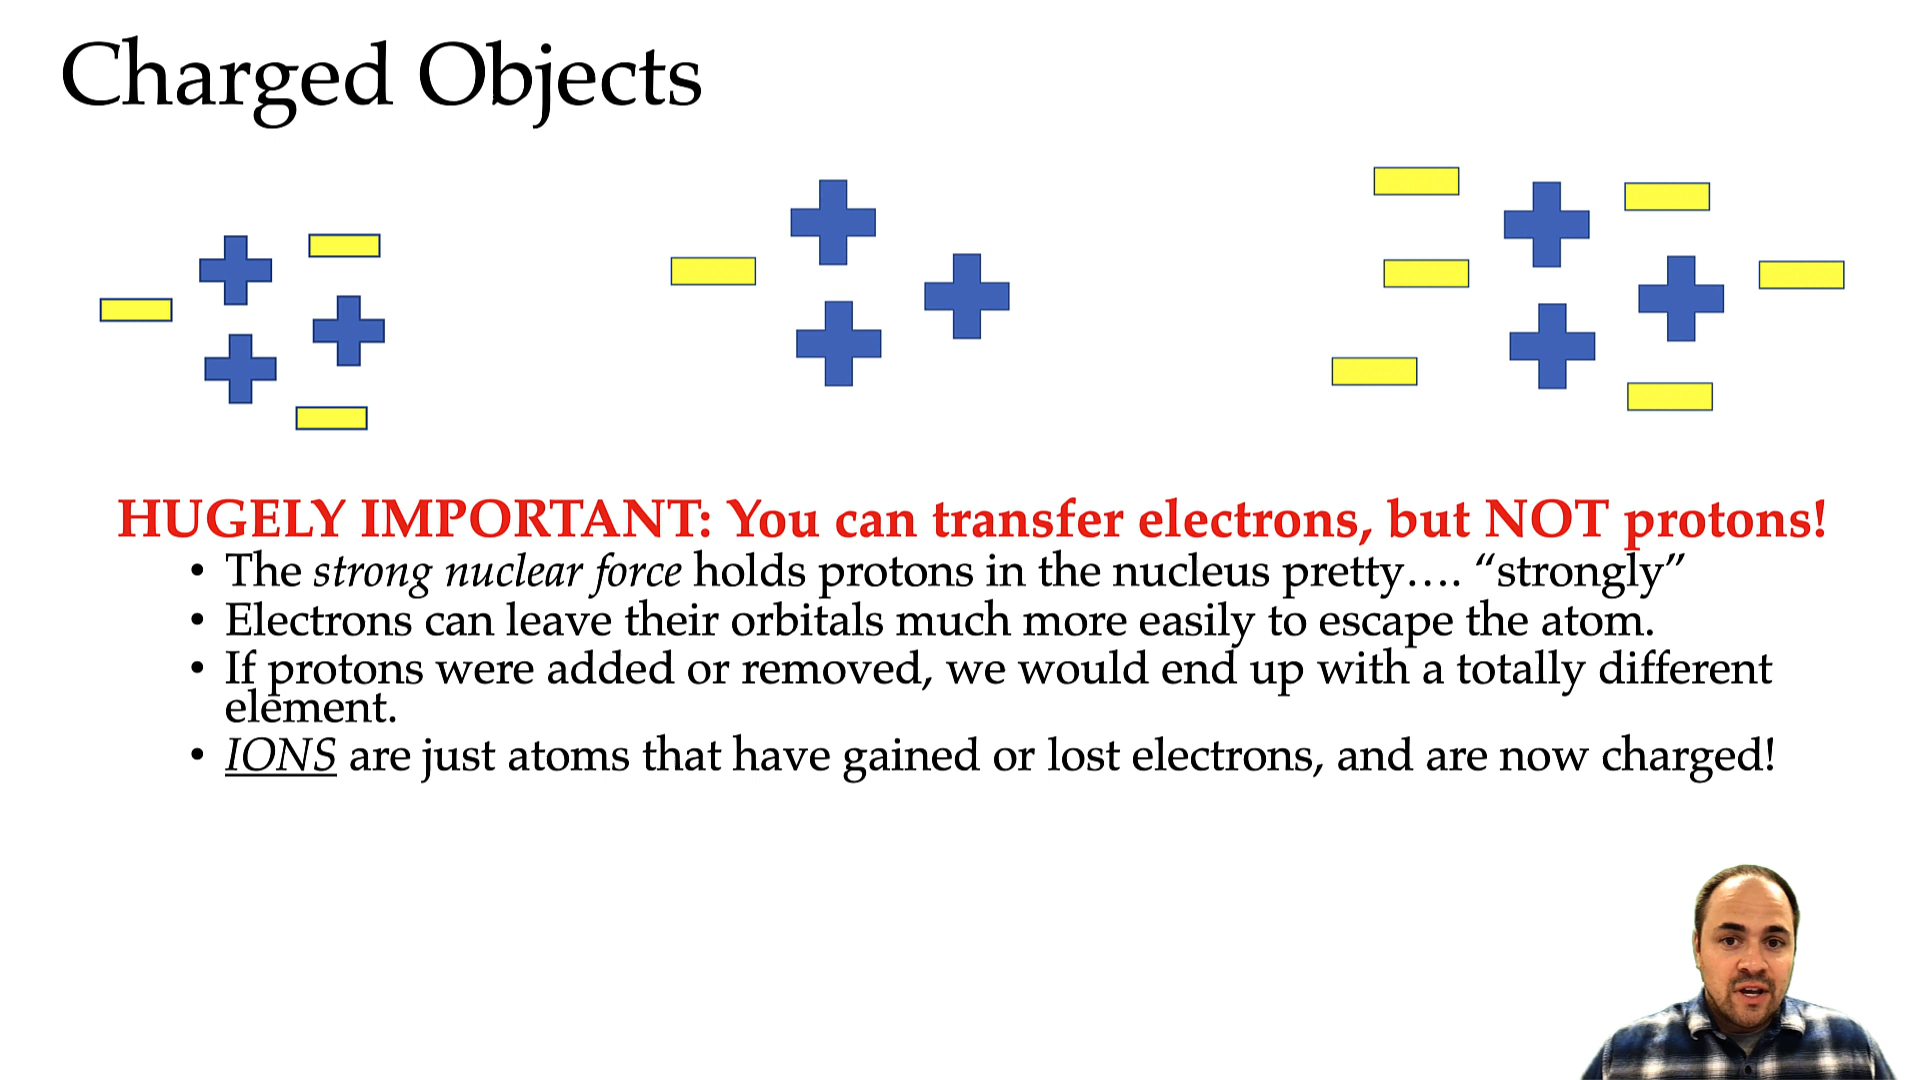 Charged Objects
HUGELY IMPORTANT: You can transfer electrons, but NOT protons!
• The strong nuclear force holds protons in the nucleus pretty…. “strongly”
• Electrons can leave their orbitals much more easily to escape the atom.
• If protons were added or removed, we would end up with a totally different
element.
• IONS are just atoms that have gained or lost electrons, and are now charged!